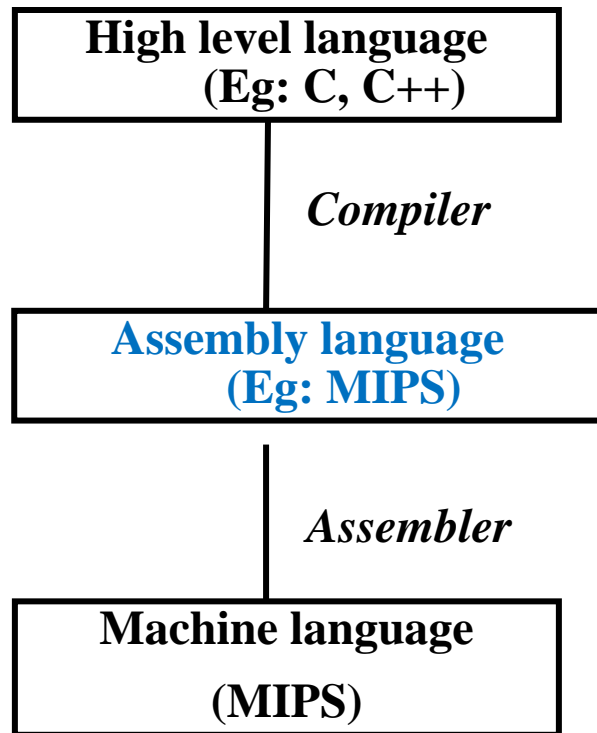 High level language
(Eg: C, C++)
Compiler
Assembly language
(Eg: MIPS)
Assembler
Machine language
(MIPS)